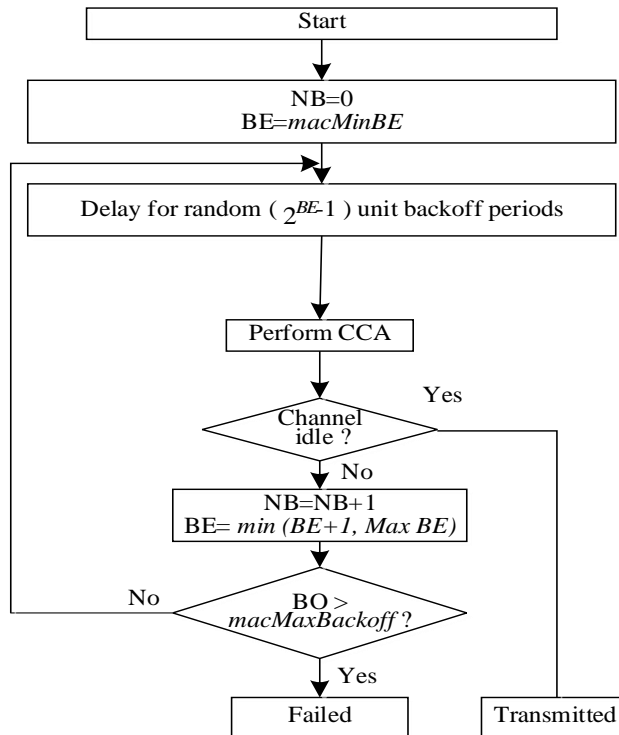 Start
NB=0
BE=macMinBE
Delay for random ( 2^BE-1 ) unit backoff periods
Perform CCA
Yes
Channel
idle ?
No
NB=NB+1
BE= min (BE+1, Max BE)
No
BO >
macMaxBackoff ?
Yes
Failed
Transmitted